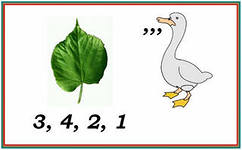 ,,,
3, 4, 2, 1